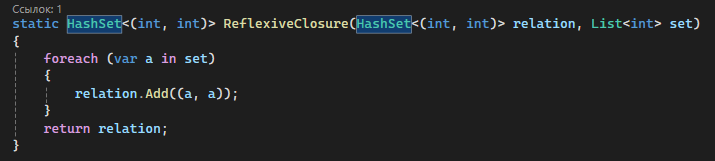 Ссылок: 1
static HashSet<(int, int)> ReflexiveClosure(HashSet<(int, int)> relation, List<int> set)
{
foreach (var a in set)
{
relation.Add((a, a));
}
return relation;
}